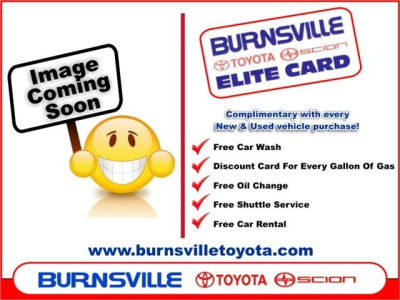 Image
Coming
Soon
BURNSVILLE
TOYOTA SCION
ELITE CARD
Complimentary with every
New & Used vehicle purchase!
Free Car Wash
Discount Card For Every Gallon Of Gas
Free Oil Change
Free Shuttle Service
Free Car Rental
www.burnsvilletoyota.com
BURNSVILLE TOYOTA SCION